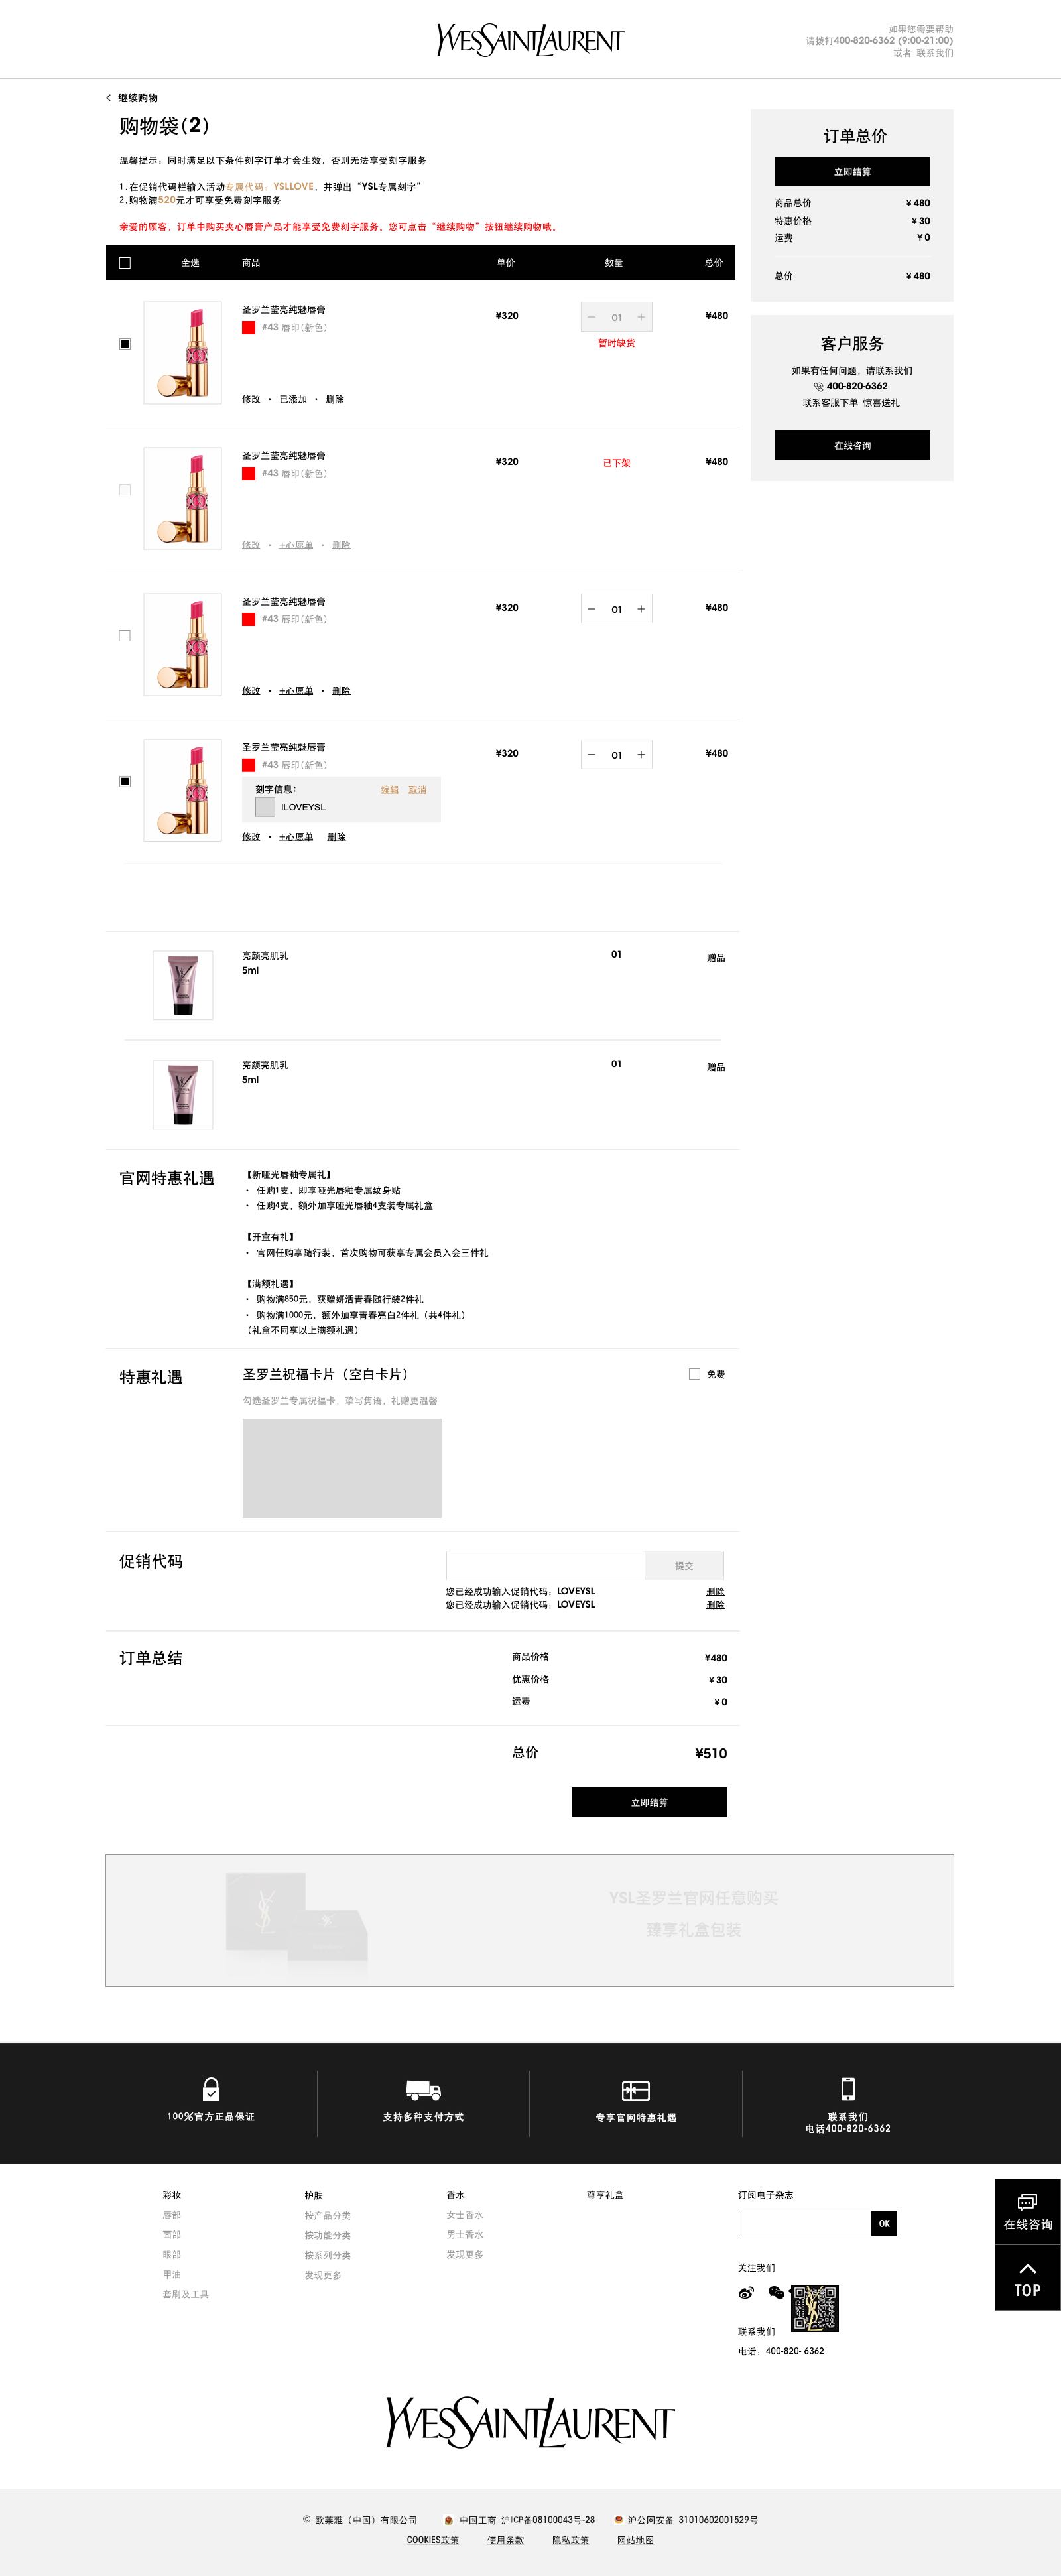 YVESSAINTLAURENT
如果您需要帮助
请拨打400-820-6362 (9:00-21:00)
或者 联系我们
继续购物
购物袋(2)
温馨提示：同时满足以下条件刻字订单才会生效，否则无法享受刻字服务
1.在促销代码栏输入活动专属代码：YSLLOVE，并弹出“YSL专属刻字”
2.购物满520元才可享受免费刻字服务
亲爱的顾客，订单中购买夹心唇膏产品才能享受免费刻字服务。您可点击“继续购物”按钮继续购物哦。
全选 商品 单价 数量 总价
圣罗兰莹亮纯魅唇膏 ¥320 — 01 + ¥480
#43 唇印(新色)
暂时缺货
修改 · 已添加 · 删除
圣罗兰莹亮纯魅唇膏 ¥320 已下架 ¥480
#43 唇印(新色)
修改 · +心愿单 · 删除
圣罗兰莹亮纯魅唇膏 ¥320 — 01 + ¥480
#43 唇印(新色)
修改 · +心愿单 · 删除
圣罗兰莹亮纯魅唇膏 ¥320 — 01 + ¥480
#43 唇印(新色)
刻字信息： 编辑 取消
ILOVEYSL
修改 · +心愿单 删除
亮颜亮肌乳 01 赠品
5ml
亮颜亮肌乳 01 赠品
5ml
官网特惠礼遇
【新哑光唇釉专属礼】
· 任购1支，即享哑光唇釉专属纹身贴
· 任购4支，额外加享哑光唇釉4支装专属礼盒
【开盒有礼】
· 官网任购享随行装，首次购物可获享专属会员入会三件礼
【满额礼遇】
· 购物满850元，获赠妍活青春随行装2件礼
· 购物满1000元，额外加享青春亮白2件礼（共4件礼）
（礼盒不同享以上满额礼遇）
特惠礼遇
圣罗兰祝福卡片（空白卡片） 免费
勾选圣罗兰专属祝福卡，挚写隽语，礼赠更温馨
促销代码
提交
您已经成功输入促销代码：LOVEYSL 删除
您已经成功输入促销代码：LOVEYSL 删除
订单总结
商品价格 ¥480
优惠价格 ¥30
运费 ¥0
总价 ¥510
立即结算
订单总价
立即结算
商品总价 ¥480
特惠价格 ¥30
运费 ¥0
总价 ¥480
客户服务
如果有任何问题，请联系我们
400-820-6362
联系客服下单 惊喜送礼
在线咨询
YSL圣罗兰官网任意购买
臻享礼盒包装
100%官方正品保证
支持多种支付方式
专享官网特惠礼遇
联系我们
电话400-820-6362
彩妆
唇部
面部
眼部
甲油
套刷及工具
护肤
按产品分类
按功能分类
按系列分类
发现更多
香水
女士香水
男士香水
发现更多
尊享礼盒
订阅电子杂志
OK
关注我们
联系我们
电话：400-820- 6362
在线咨询
TOP
YVESSAINTLAURENT
© 欧莱雅（中国）有限公司 中国工商 沪ICP备08100043号-28 沪公网安备 31010602001529号
COOKIES政策 使用条款 隐私政策 网站地图